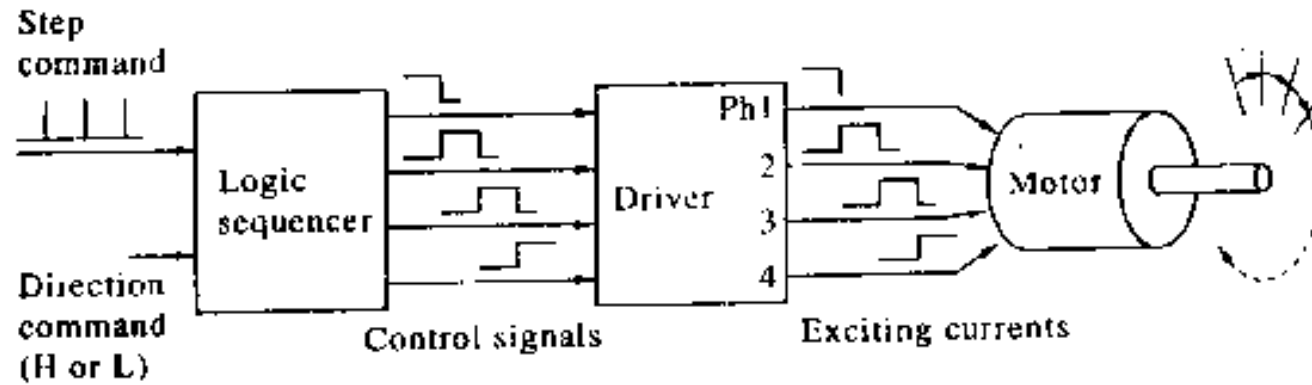 Step
command
Logic
sequencer
Direction
command
(H or L)
Control signals
Driver
Ph1
2
3
4
Exciting currents
Motor